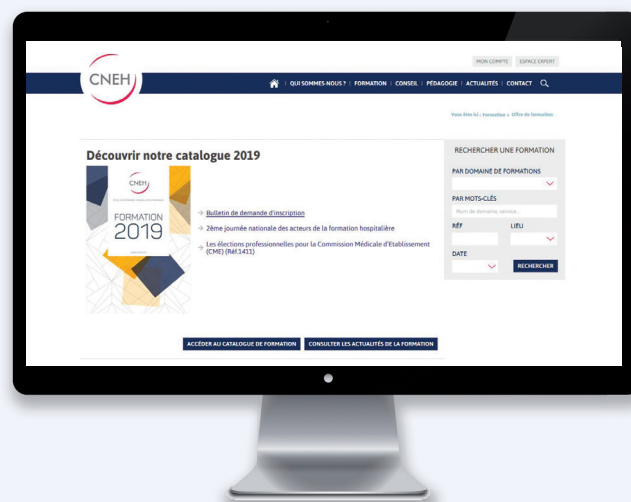 MON COMPTE
ESPACE EXPERT
CNEH
QUI SOMMES-NOUS ? | FORMATION | CONSEIL | PÉDAGOGIE | ACTUALITÉS | CONTACT
Vous êtes ici : Formation > Offre de formation
Découvrir notre catalogue 2019
CNEH
FORMATION
2019
→ Bulletin de demande d'inscription
→ 2ème journée nationale des acteurs de la formation hospitalière
→ Les élections professionnelles pour la Commission Médicale d'Etablissement
(CME) (Réf.1411)
RECHERCHER UNE FORMATION
PAR DOMAINE DE FORMATIONS
PAR MOTS-CLÉS
Nom de domaine, service...
RÉF
LIEU
DATE
RECHERCHER
ACCÉDER AU CATALOGUE DE FORMATION
CONSULTER LES ACTUALITÉS DE LA FORMATION